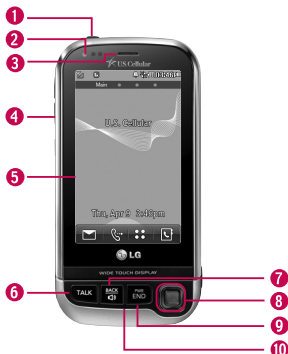 1
2
3
US Cellular
4
Main
U.S. Cellular
5
Thu, Apr 9 3:46pm
LG
WIDE TOUCH DISPLAY
6
TALK
BACK
PWR
END
7
8
9
10